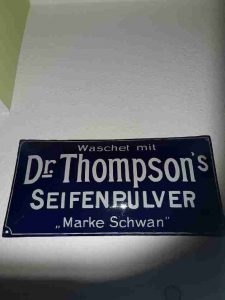 Waschet mit
Dr. Thompson's
SEIFENPULVER
„Marke Schwan"